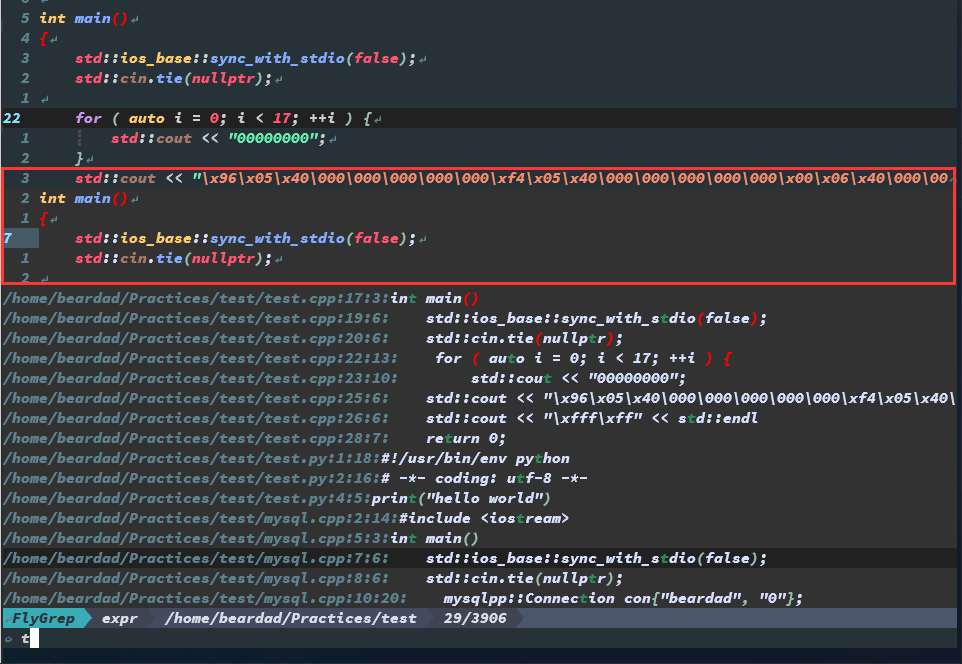 5 int main()
4 {
3 std::ios_base::sync_with_stdio(false);
2 std::cin.tie(nullptr);
1
22 for ( auto i = 0; i < 17; ++i ) {
1 std::cout << "00000000";
2 }
3 std::cout << "\x96\x05\x40\000\000\000\000\000\xf4\x05\x40\000\000\000\000\000\x00\x06\x40\000\00
2 int main()
1 {
7 std::ios_base::sync_with_stdio(false);
1 std::cin.tie(nullptr);
2
/home/beardad/Practices/test/test.cpp:17:3:int main()
/home/beardad/Practices/test/test.cpp:19:6: std::ios_base::sync_with_stdio(false);
/home/beardad/Practices/test/test.cpp:20:6: std::cin.tie(nullptr);
/home/beardad/Practices/test/test.cpp:22:13: for ( auto i = 0; i < 17; ++i ) {
/home/beardad/Practices/test/test.cpp:23:10: std::cout << "00000000";
/home/beardad/Practices/test/test.cpp:25:6: std::cout << "\x96\x05\x40\000\000\000\000\000\xf4\x05\x40\
/home/beardad/Practices/test/test.cpp:26:6: std::cout << "\xfff\xff" << std::endl
/home/beardad/Practices/test/test.cpp:28:7: return 0;
/home/beardad/Practices/test/test.py:1:18:#!/usr/bin/env python
/home/beardad/Practices/test/test.py:2:16:# -*- coding: utf-8 -*-
/home/beardad/Practices/test/test.py:4:5:print("hello world")
/home/beardad/Practices/test/mysql.cpp:2:14:#include <iostream>
/home/beardad/Practices/test/mysql.cpp:5:3:int main()
/home/beardad/Practices/test/mysql.cpp:7:6: std::ios_base::sync_with_stdio(false);
/home/beardad/Practices/test/mysql.cpp:8:6: std::cin.tie(nullptr);
/home/beardad/Practices/test/mysql.cpp:10:20: mysqlpp::Connection con{"beardad", "0"};
FlyGrep expr /home/beardad/Practices/test 29/3906
t